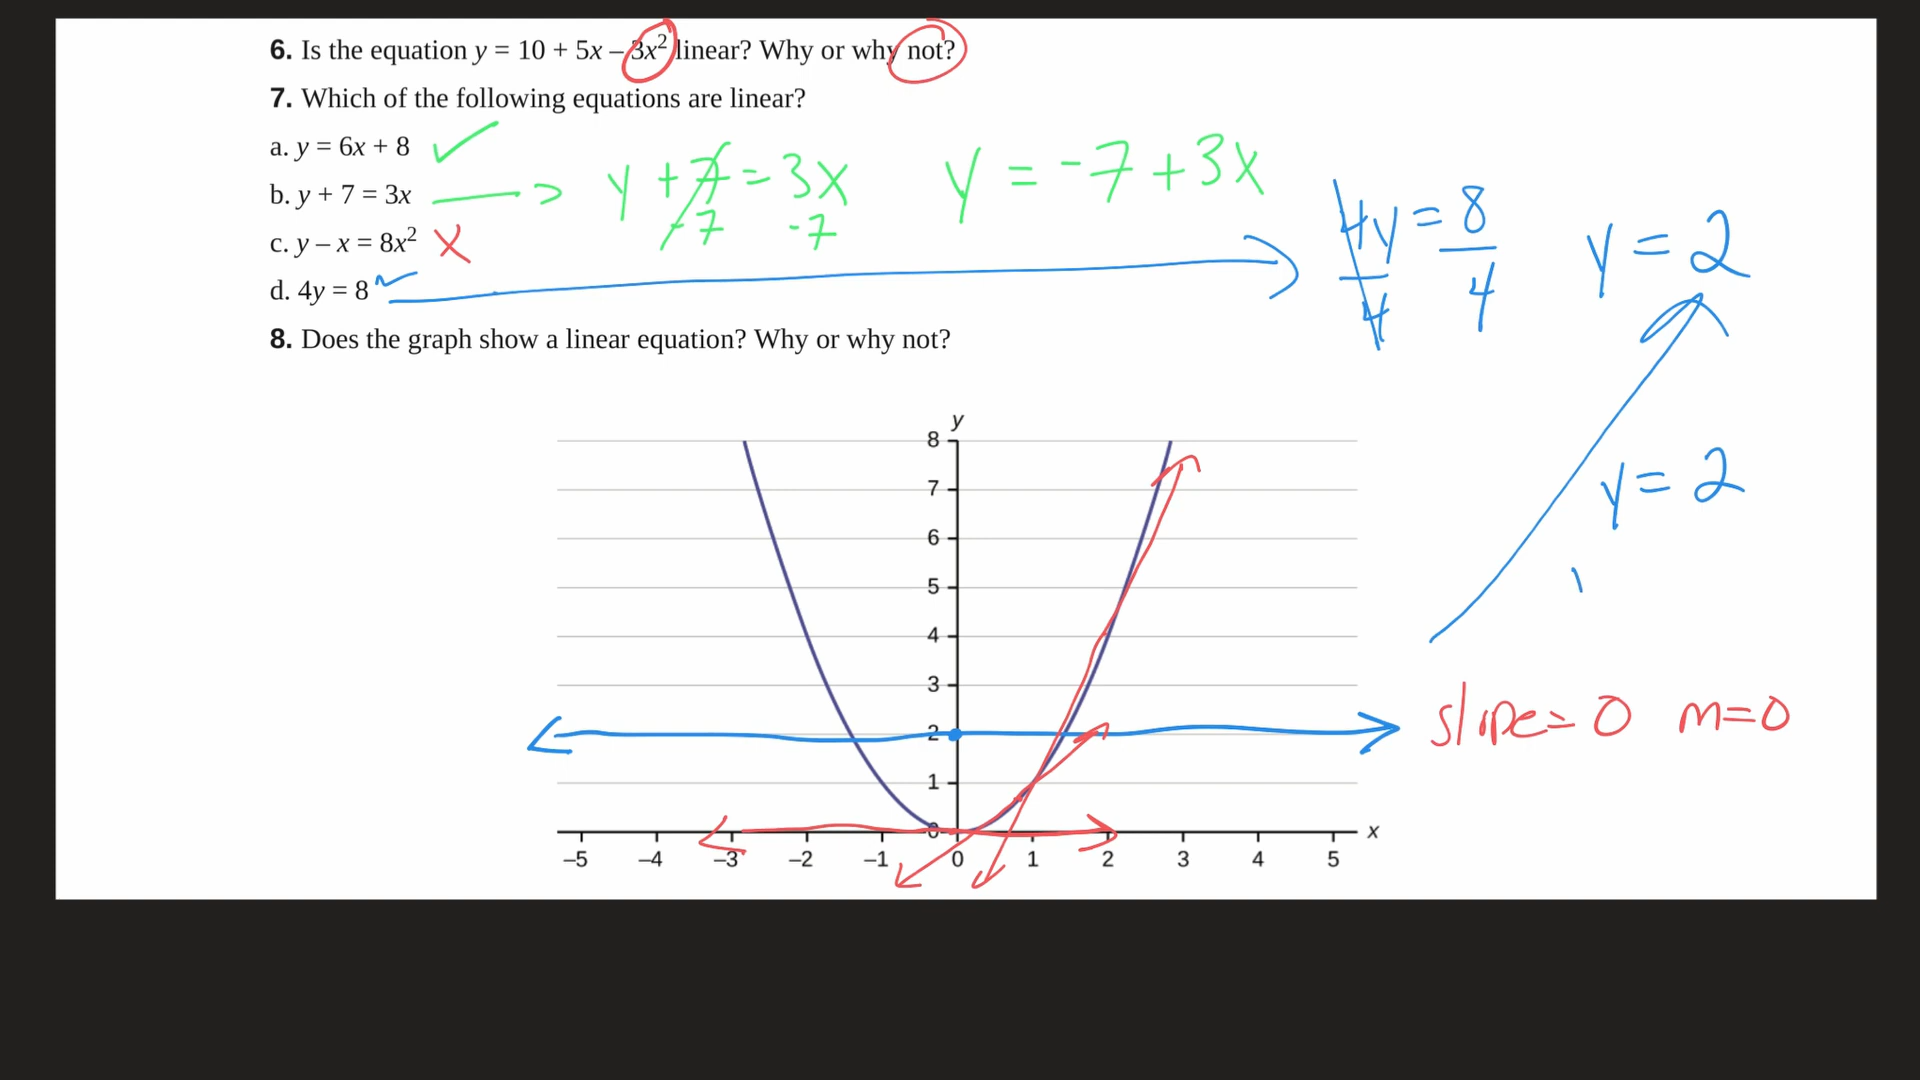 6. Is the equation y = 10 + 5x – 3x² linear? Why or why not?
7. Which of the following equations are linear?
a. y = 6x + 8
b. y + 7 = 3x
y + 7 = 3x
-7 -7
y = -7 + 3x
c. y – x = 8x²
d. 4y = 8
4y = 8
4 4
y = 2
8. Does the graph show a linear equation? Why or why not?
y
8
7
6
5
4
3
2
1
0
–5 –4 –3 –2 –1 0 1 2 3 4 5
x
y = 2
slope = 0 m = 0